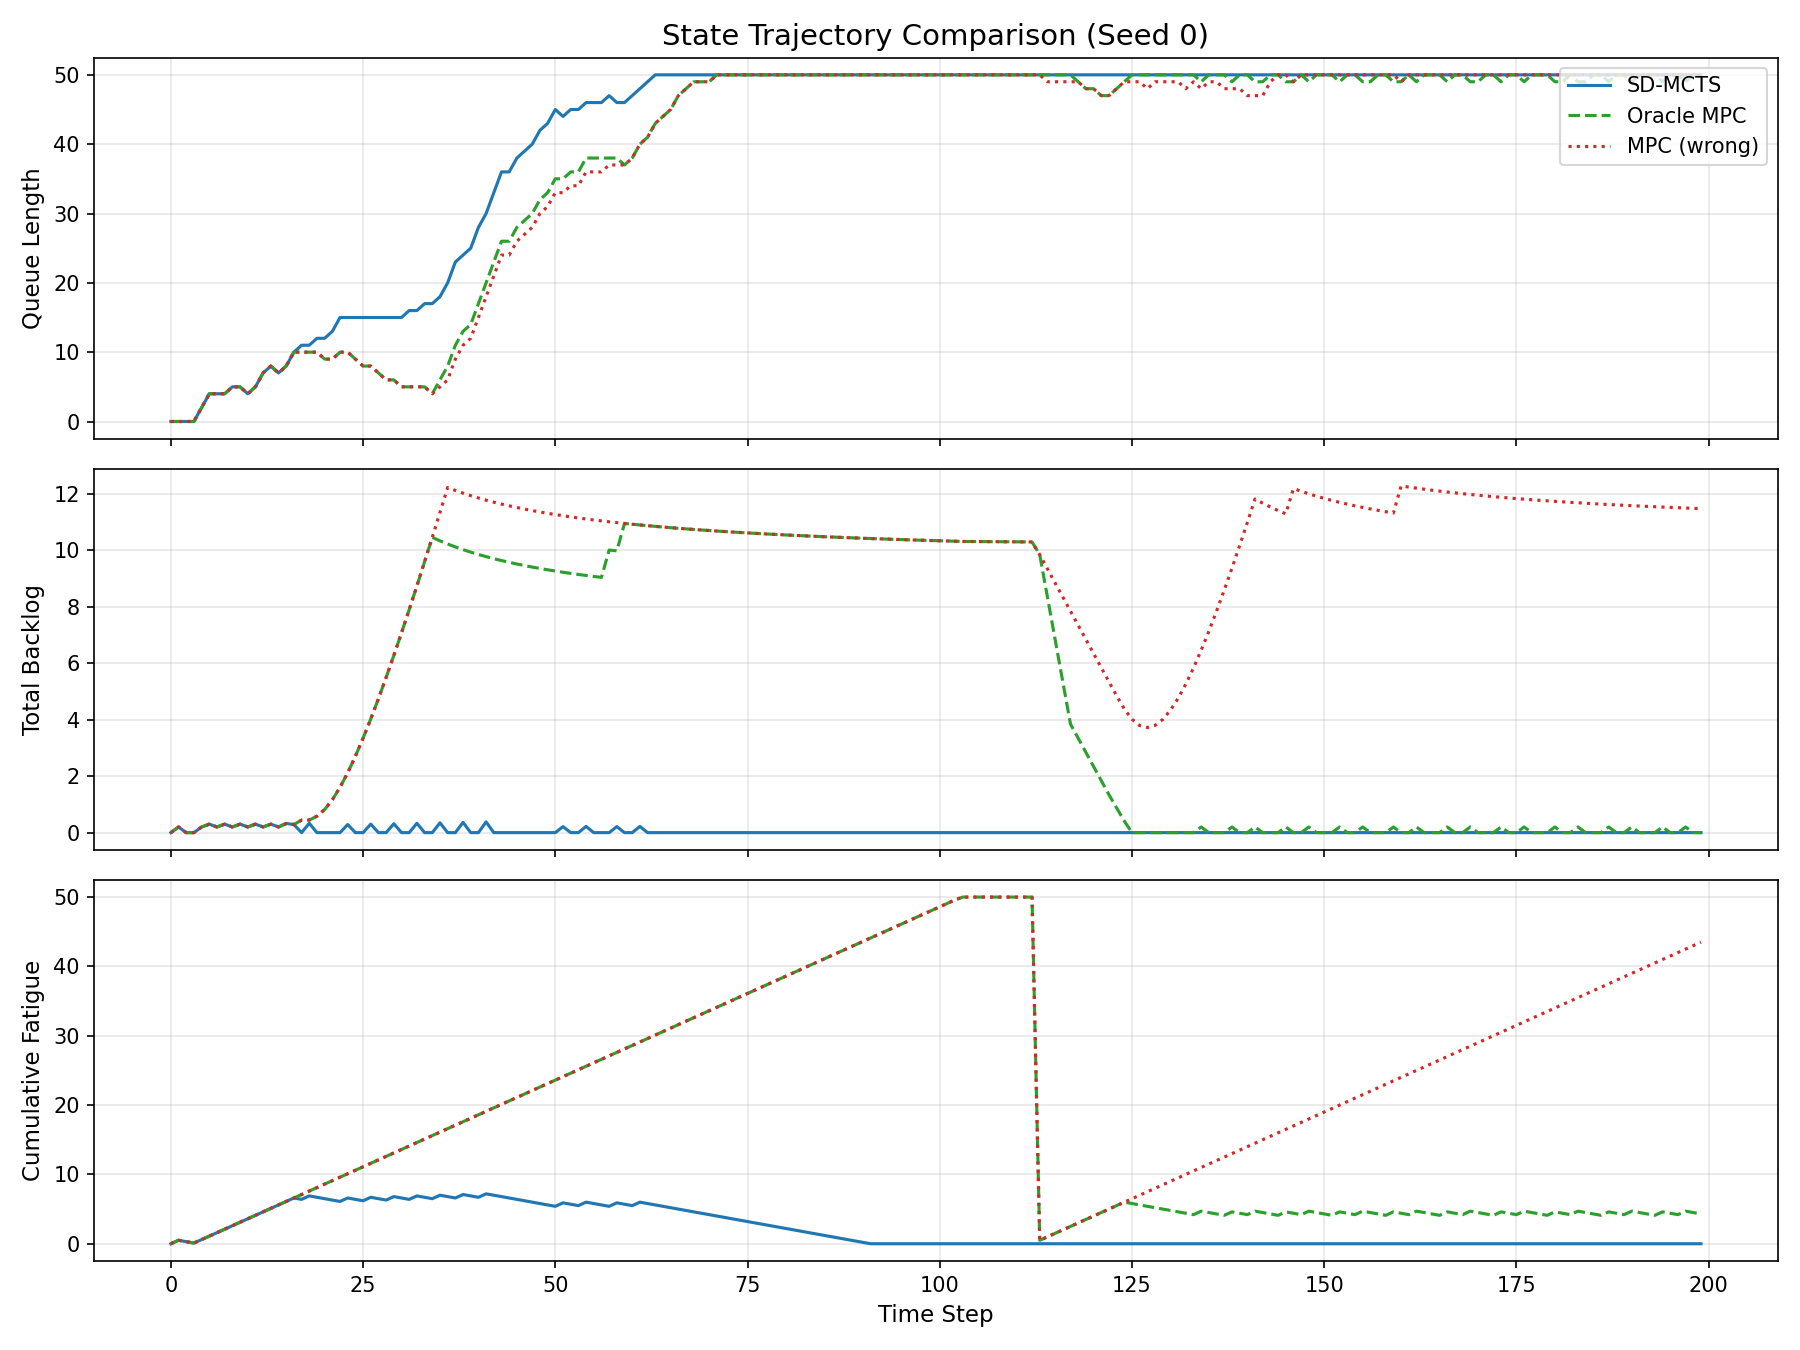 State Trajectory Comparison (Seed 0)
50
40
30
20
10
0
Queue Length
SD-MCTS
Oracle MPC
MPC (wrong)
12
10
8
6
4
2
0
Total Backlog
50
40
30
20
10
0
Cumulative Fatigue
0 25 50 75 100 125 150 175 200
Time Step